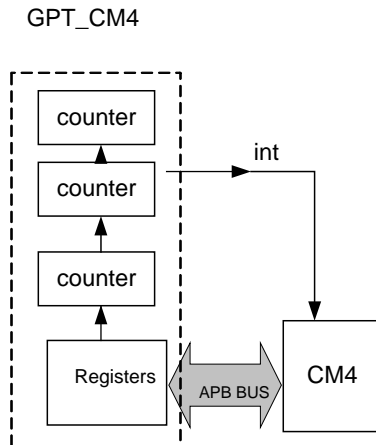 GPT_CM4
counter
counter
int
counter
Registers
APB BUS
CM4